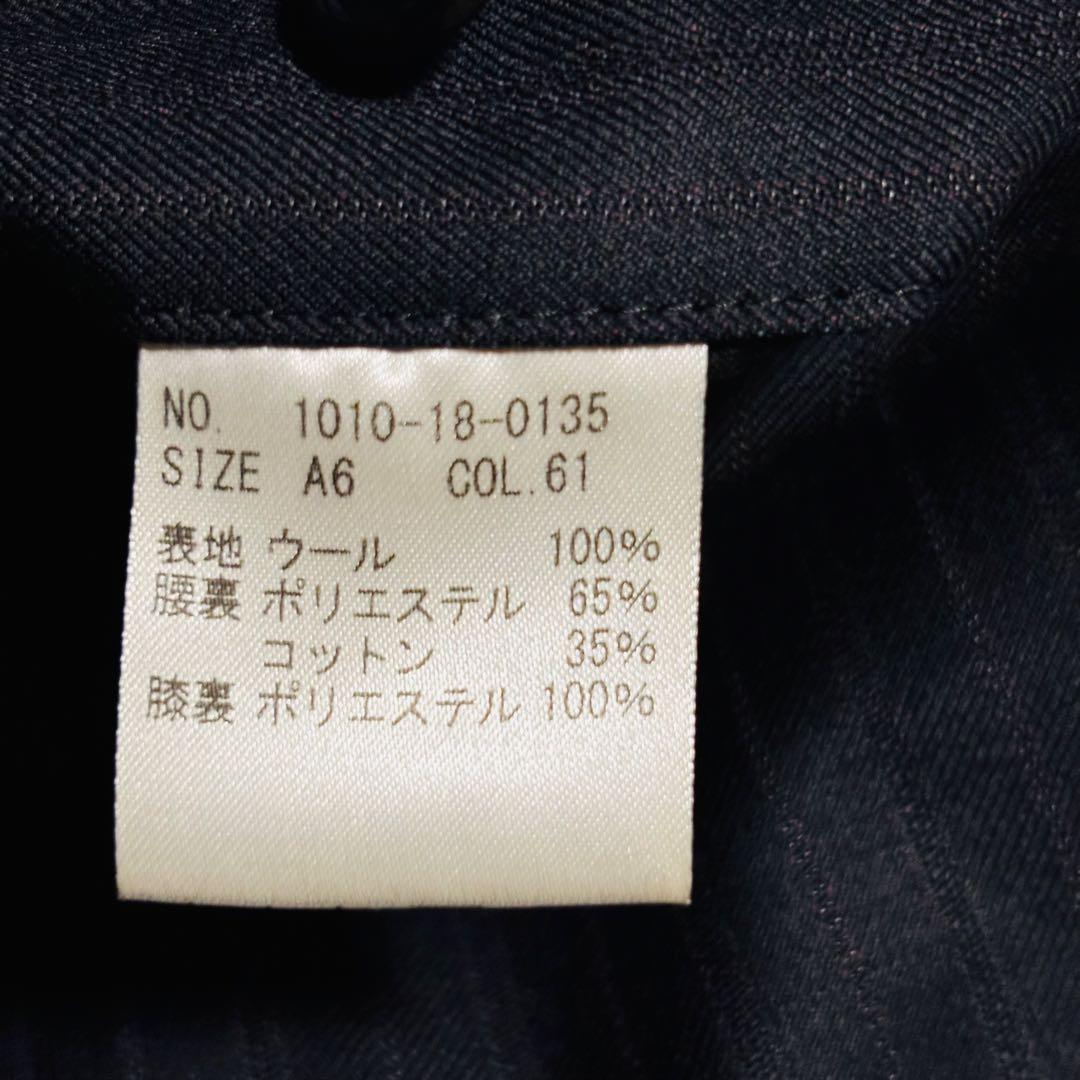 NO. 1010-18-0135
SIZE A6 COL.61
表地 ウール 100%
腰裏 ポリエステル 65%
コットン 35%
膝裏 ポリエステル 100%